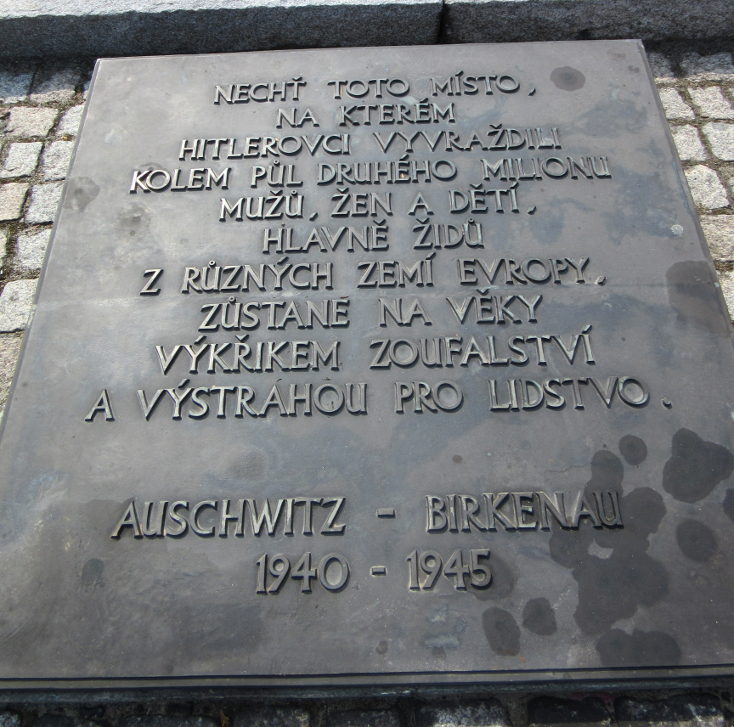 NECHŤ TOTO MÍSTO,
NA KTERÉM
HITLEROVCI VYVRAŽDILI
KOLEM PŮL DRUHÉHO MILIONU
MUŽŮ, ŽEN A DĚTÍ,
HLAVNĚ ŽIDŮ
Z RŮZNÝCH ZEMÍ EVROPY,
ZŮSTANE NA VĚKY
VÝKŘIKEM ZOUFALSTVÍ
A VÝSTRAHOU PRO LIDSTVO.
AUSCHWITZ - BIRKENAU
1940 - 1945